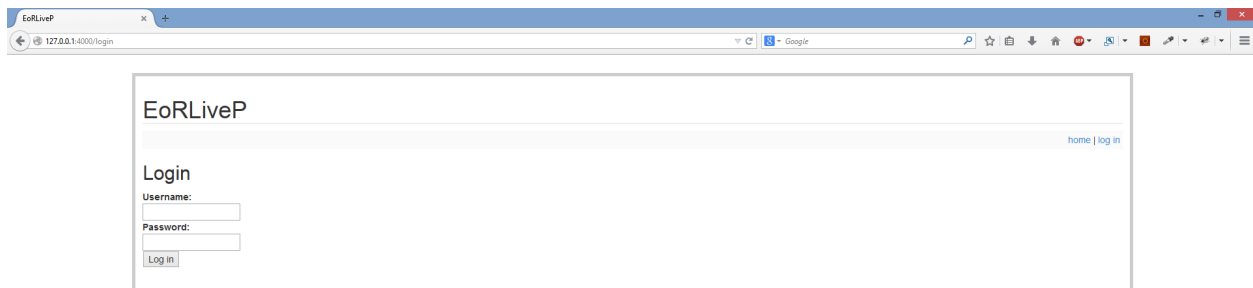 EoRLiveP
127.0.0.1:4000/login
Google
EoRLiveP
home | log in
Login
Username:
Password:
Log in